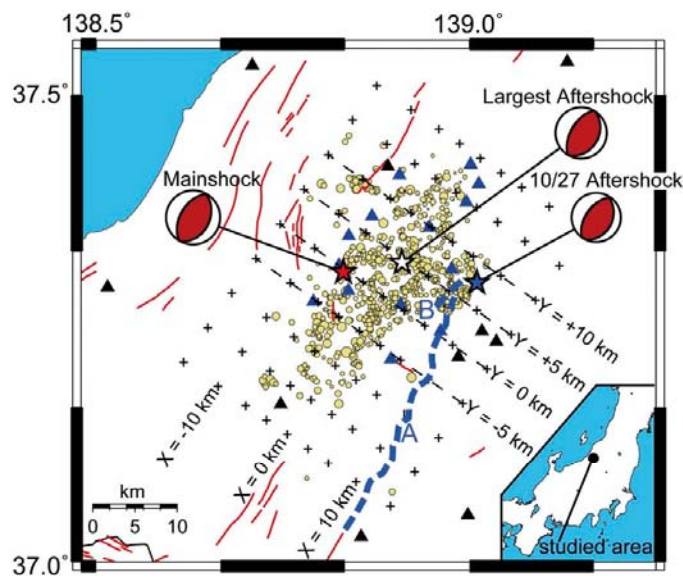 138.5°
139.0°
37.5°
Largest Aftershock
Mainshock
10/27 Aftershock
B
Y = +10 km
Y = +5 km
Y = 0 km
Y = -5 km
A
X = -10 km
X = 0 km
X = 10 km
km
0 5 10
37.0°
studied area